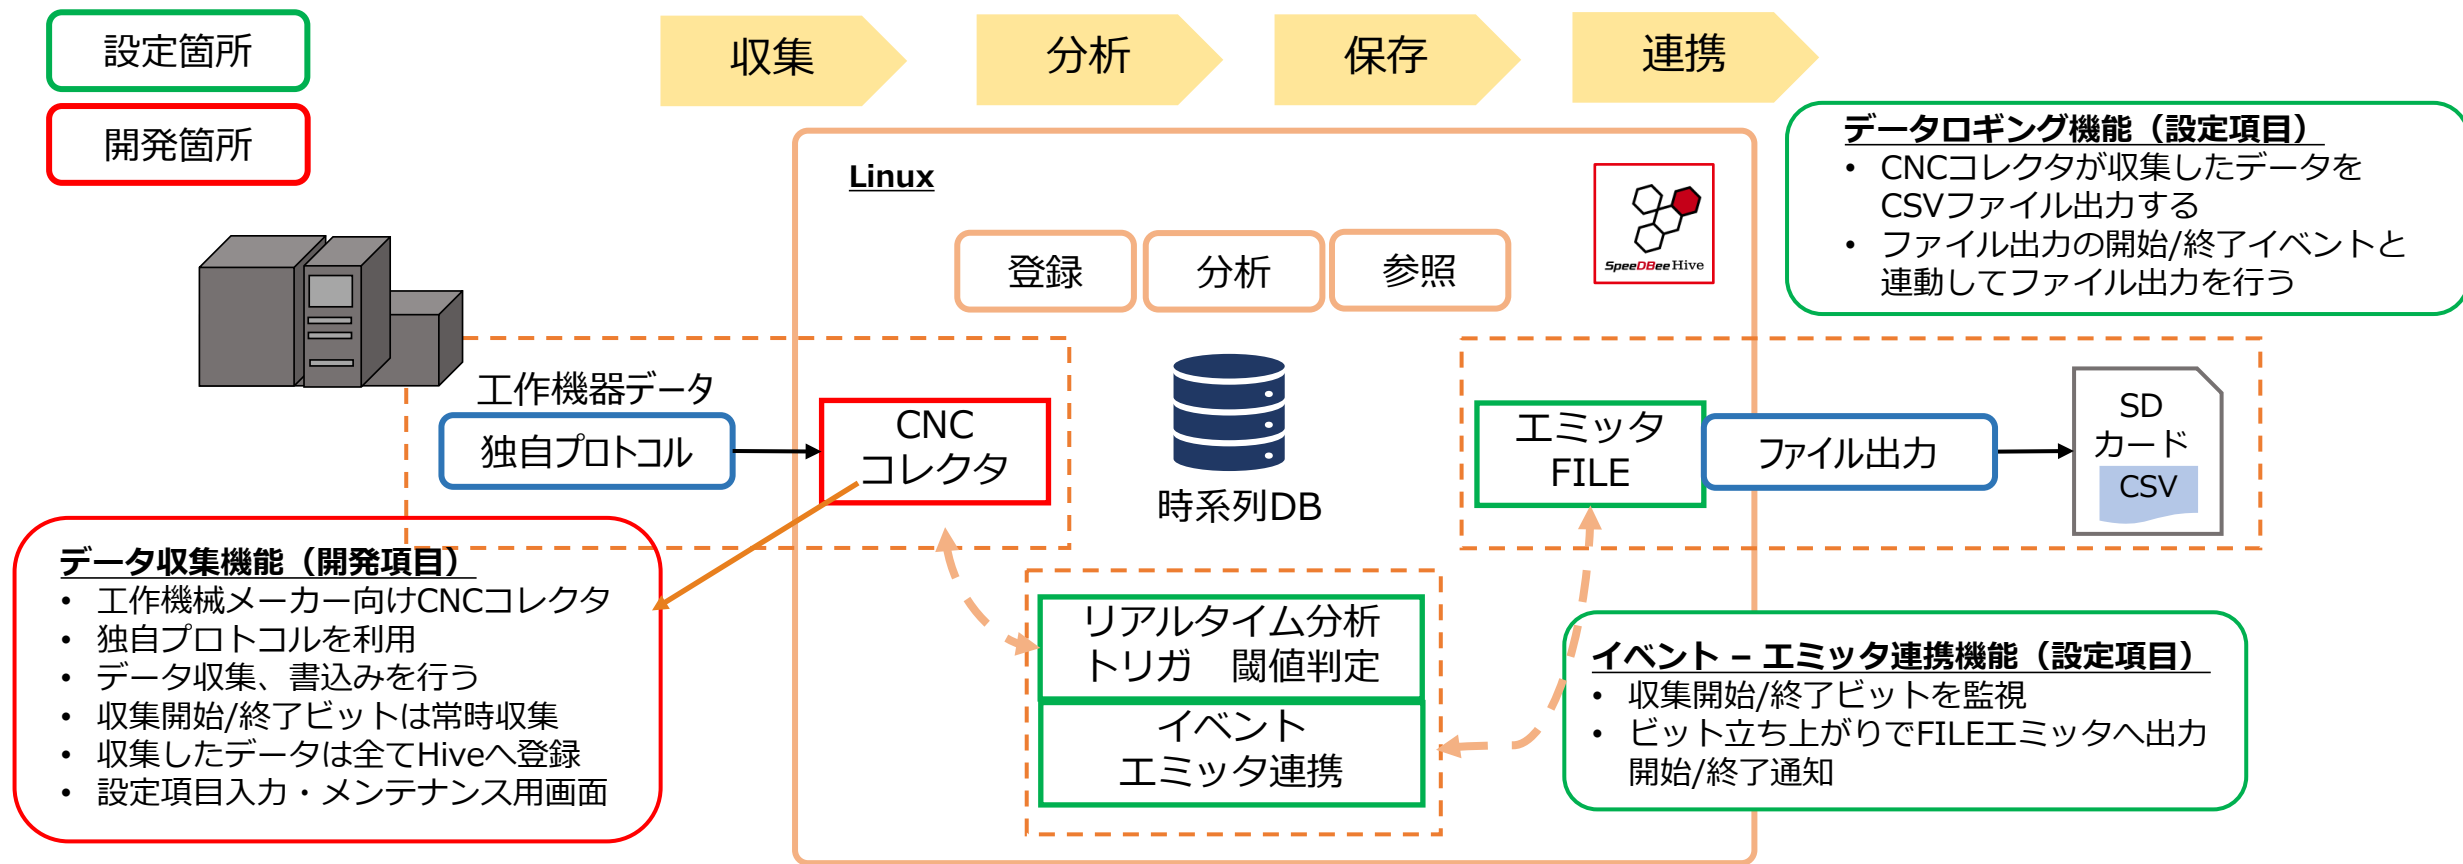 設定箇所
開発箇所
収集
分析
保存
連携
データロギング機能（設定項目）
• CNCコレクタが収集したデータを
CSVファイル出力する
• ファイル出力の開始/終了イベントと
連動してファイル出力を行う
Linux
SpeeDBee Hive
登録
分析
参照
工作機器データ
独自プロトコル
CNC
コレクタ
時系列DB
エミッタ
FILE
ファイル出力
SD
カード
CSV
データ収集機能（開発項目）
• 工作機械メーカー向けCNCコレクタ
• 独自プロトコルを利用
• データ収集、書込みを行う
• 収集開始/終了ビットは常時収集
• 収集したデータは全てHiveへ登録
• 設定項目入力・メンテナンス用画面
リアルタイム分析
トリガ　閾値判定
イベント
エミッタ連携
イベント – エミッタ連携機能（設定項目）
• 収集開始/終了ビットを監視
• ビット立ち上がりでFILEエミッタへ出力
開始/終了通知